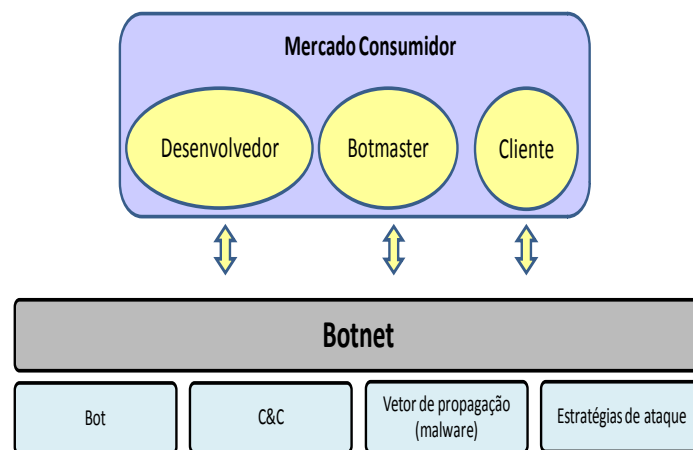 Mercado Consumidor
Desenvolvedor
Botmaster
Cliente
Botnet
Bot
C&C
Vetor de propagação
(malware)
Estratégias de ataque